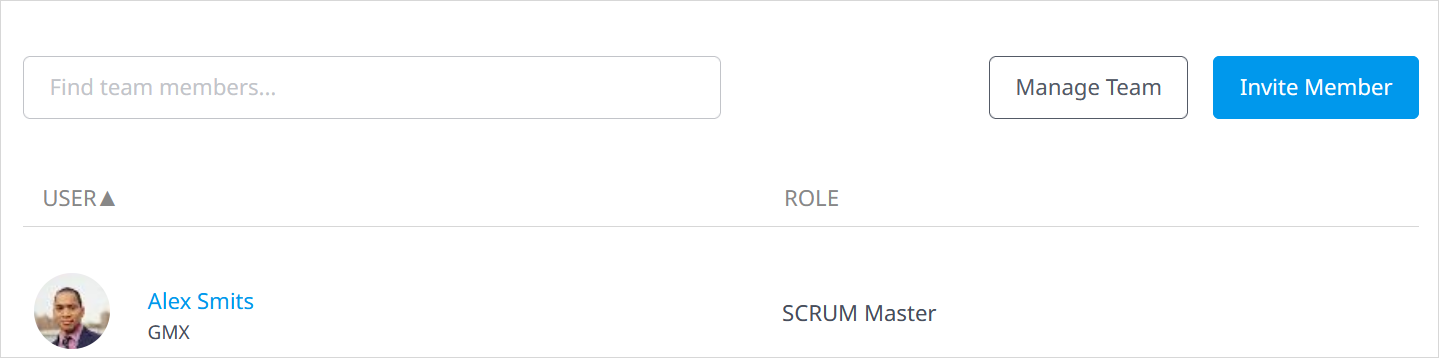 Find team members...
Manage Team
Invite Member
USER▲
ROLE
Alex Smits
GMX
SCRUM Master